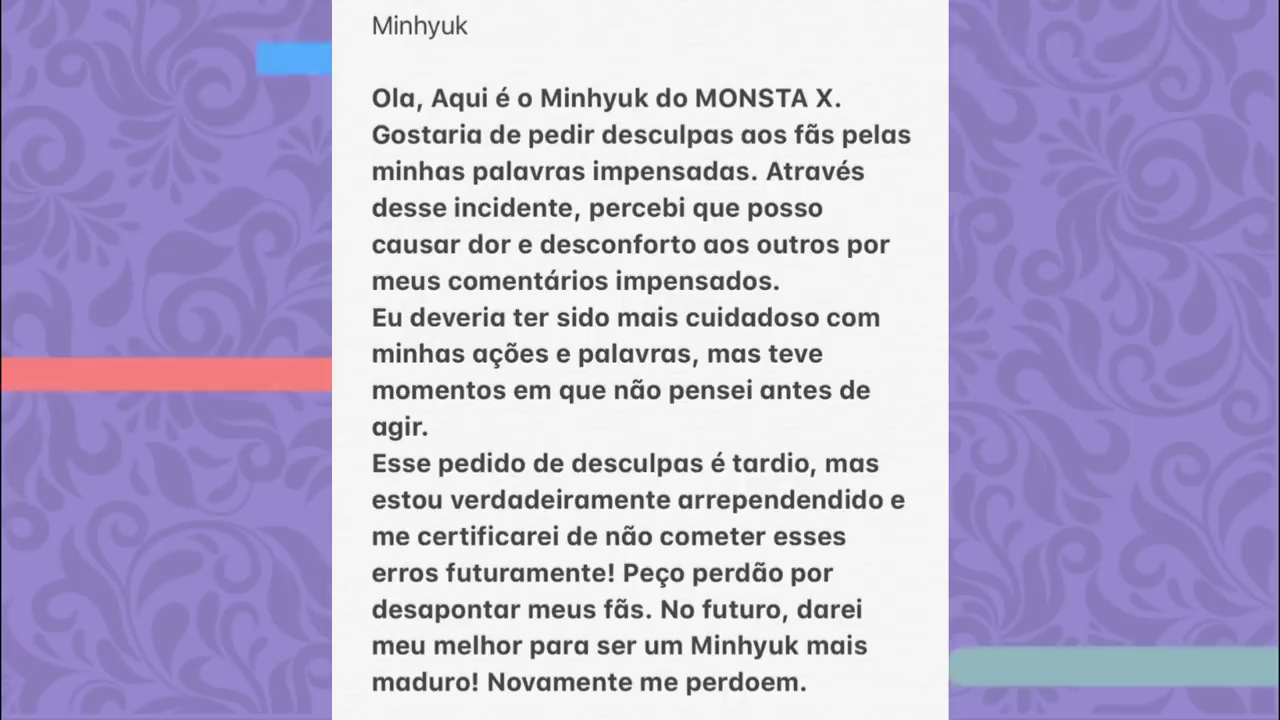 Minhyuk
Ola, Aqui é o Minhyuk do MONSTA X.
Gostaria de pedir desculpas aos fãs pelas
minhas palavras impensadas. Através
desse incidente, percebi que posso
causar dor e desconforto aos outros por
meus comentários impensados.
Eu deveria ter sido mais cuidadoso com
minhas ações e palavras, mas teve
momentos em que não pensei antes de
agir.
Esse pedido de desculpas é tardio, mas
estou verdadeiramente arrependendido e
me certificarei de não cometer esses
erros futuramente! Peço perdão por
desapontar meus fãs. No futuro, darei
meu melhor para ser um Minhyuk mais
maduro! Novamente me perdoem.